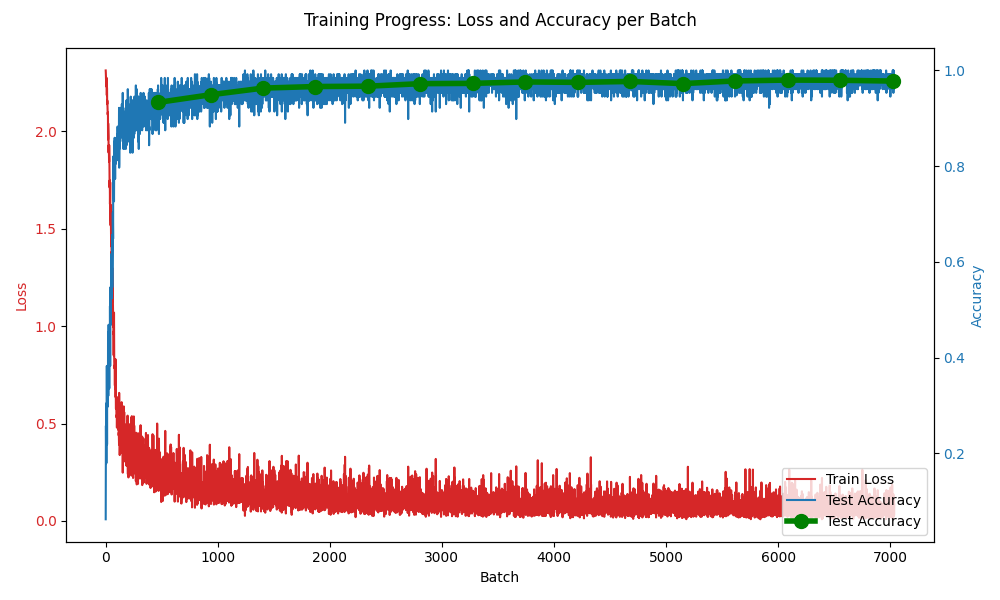 Training Progress: Loss and Accuracy per Batch
Loss
2.0
1.5
1.0
0.5
0.0
1.0
0.8
0.6
0.4
0.2
Accuracy
Train Loss
Test Accuracy
Test Accuracy
0 1000 2000 3000 4000 5000 6000 7000
Batch